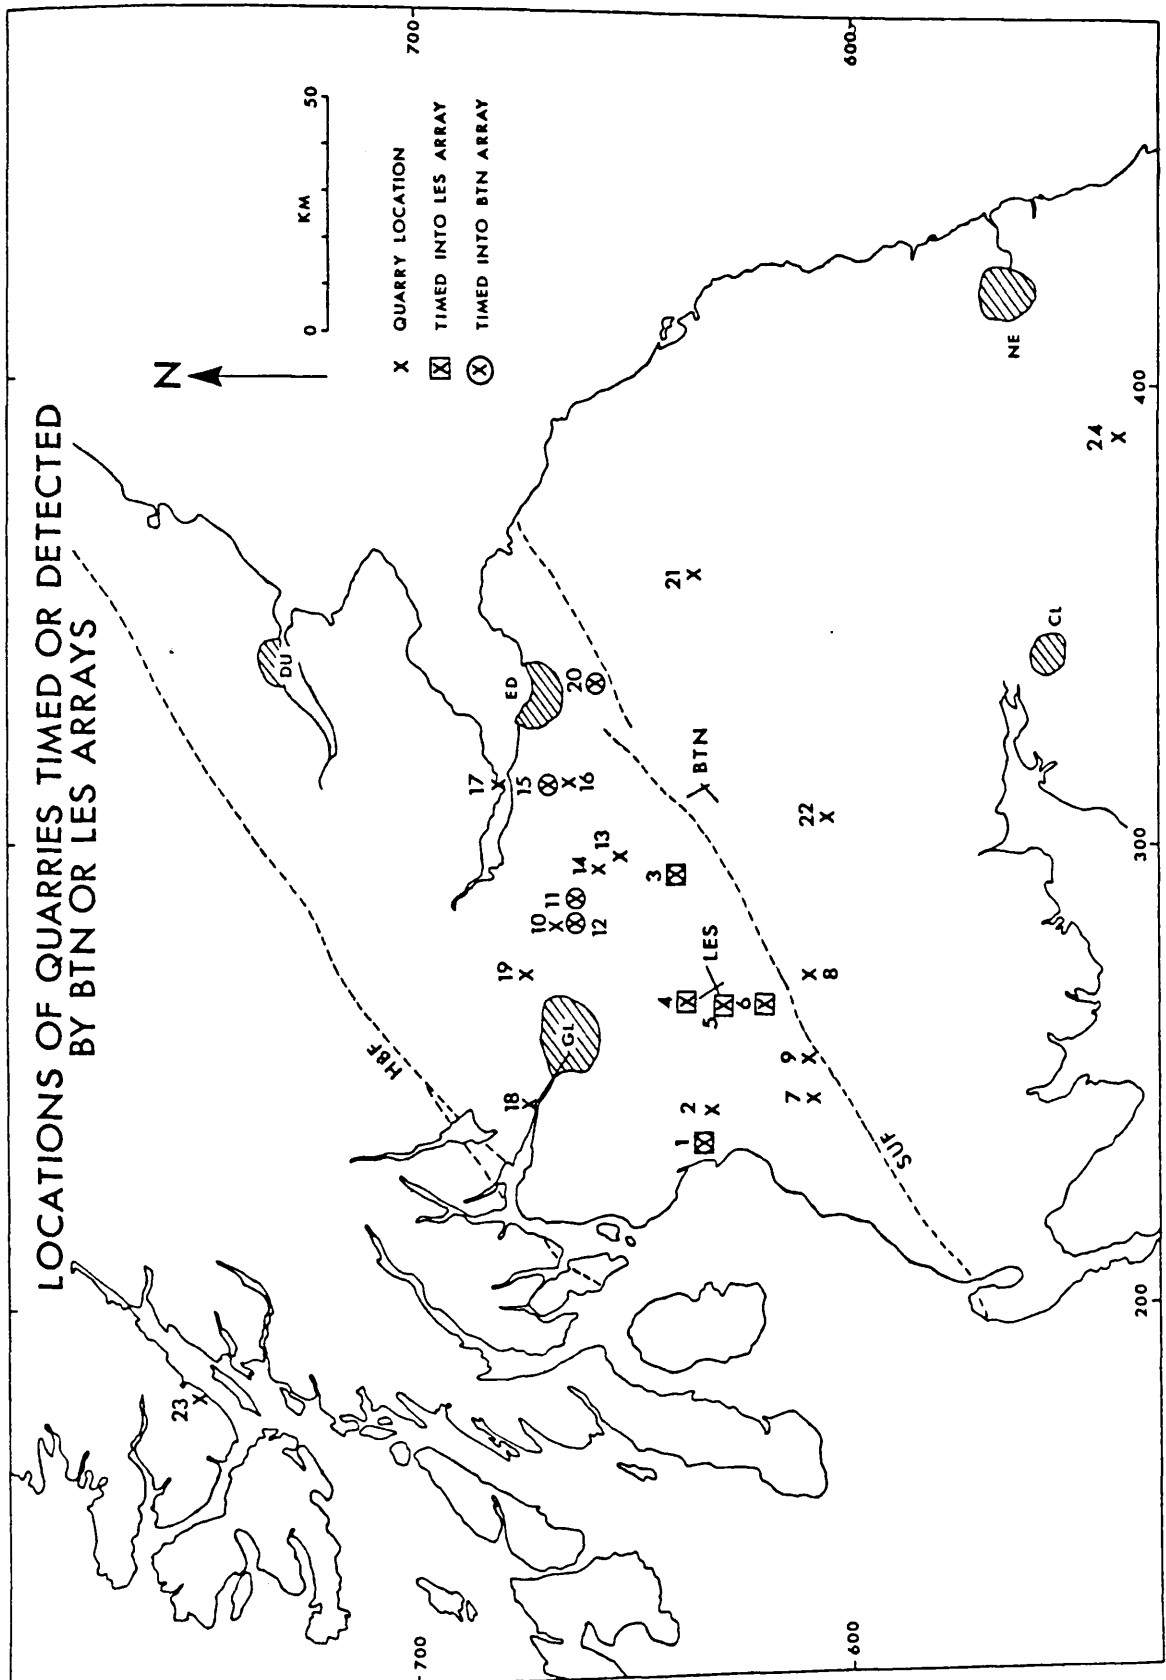 LOCATIONS OF QUARRIES TIMED OR DETECTED
BY BTN OR LES ARRAYS
N
0 50
KM
X QUARRY LOCATION
X TIMED INTO LES ARRAY
X TIMED INTO BTN ARRAY
700
600
700
600
200
300
400
HBF
SUF
DU
ED
GL
CL
NE
BTN
LES
1
2
3
4
5
6
7
8
9
10
11
12
13
14
15
16
17
18
19
20
21
22
23
24